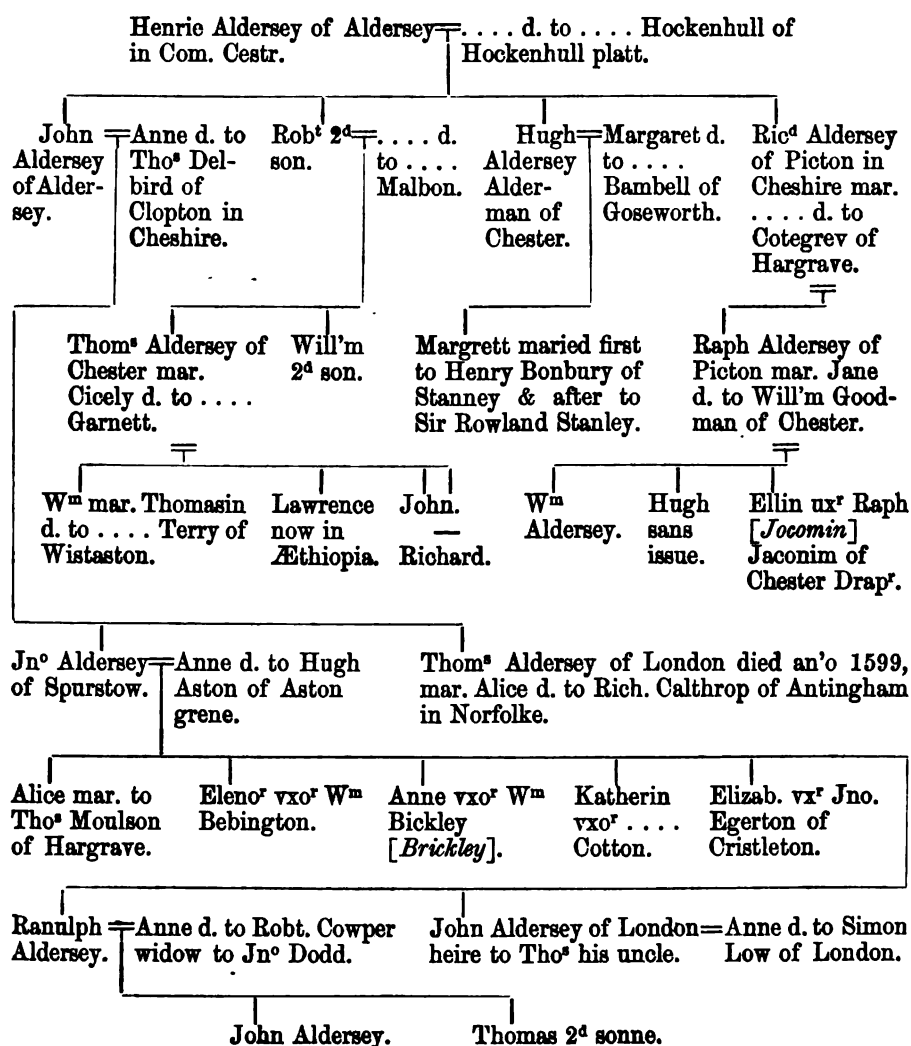 Henrie Aldersey of Aldersey=. . . . d. to . . . . Hockenhull of
in Com. Cestr. Hockenhull platt.
John =Anne d. to
Aldersey Thoˢ Del-
of Alder- bird of
sey. Clopton in
Cheshire.
Robᵗ 2ᵈ=. . . . d.
son. to . . . .
Malbon.
Hugh=Margaret d.
Aldersey to . . . .
Alder- Bambell of
man of Goseworth.
Chester.
Ricᵈ Aldersey
of Picton in
Cheshire mar.
. . . . d. to
Cotegrev of
Hargrave.
Thomˢ Aldersey of
Chester mar.
Cicely d. to . . . .
Garnett.
Will'm
2ᵈ son.
Margrett maried first
to Henry Bonbury of
Stanney & after to
Sir Rowland Stanley.
Raph Aldersey of
Picton mar. Jane
d. to Will'm Good-
man of Chester.
Wᵐ mar. Thomasin
d. to . . . . Terry of
Wistaston.
Lawrence
now in
Æthiopia.
John.
—
Richard.
Wᵐ
Aldersey.
Hugh
sans
issue.
Ellin uxʳ Raph
[Jocomin]
Jaconim of
Chester Drapʳ.
Jnᵒ Aldersey=Anne d. to Hugh
of Spurstow. Aston of Aston
grene.
Thomˢ Aldersey of London died an'o 1599,
mar. Alice d. to Rich. Calthrop of Antingham
in Norfolke.
Alice mar. to
Thoˢ Moulson
of Hargrave.
Elenoʳ vxoʳ Wᵐ
Bebington.
Anne vxoʳ Wᵐ
Bickley
[Brickley].
Katherin
vxoʳ . . . .
Cotton.
Elizab. vxʳ Jno.
Egerton of
Cristleton.
Ranulph =Anne d. to Robt. Cowper
Aldersey. widow to Jnᵒ Dodd.
John Aldersey of London=Anne d. to Simon
heire to Thoˢ his uncle. Low of London.
John Aldersey.
Thomas 2ᵈ sonne.